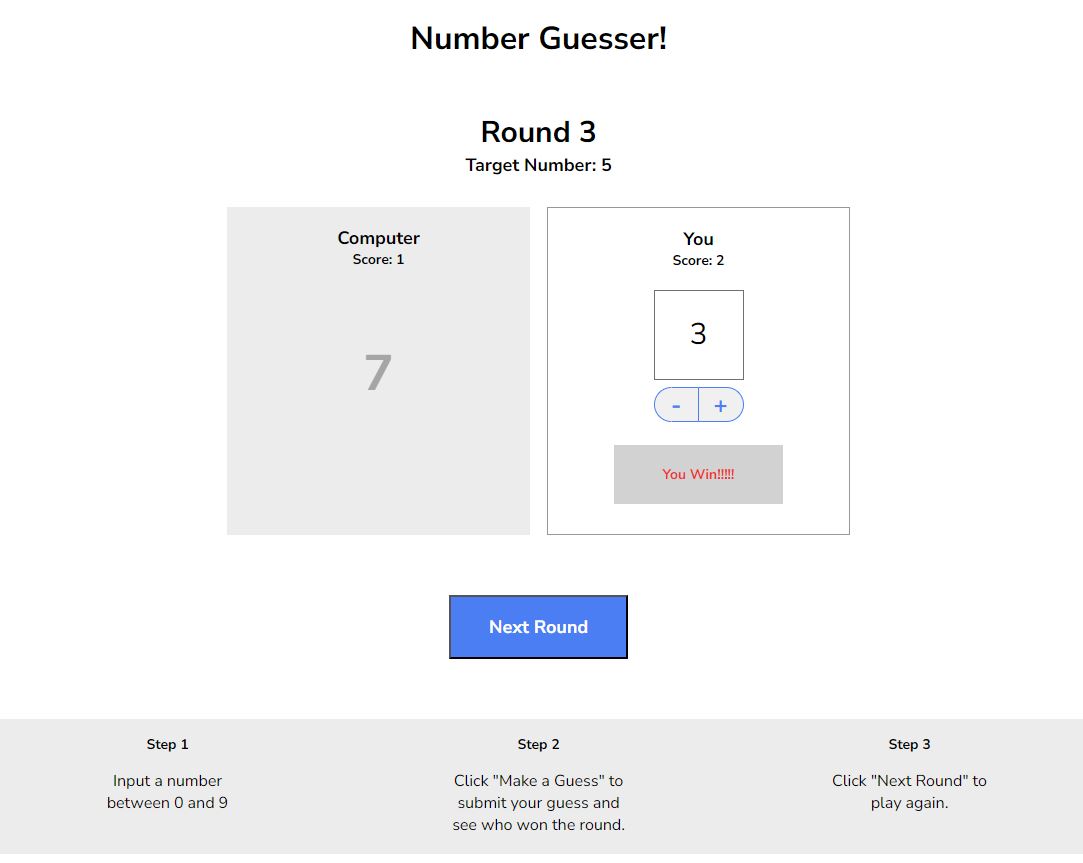 Number Guesser!
Round 3
Target Number: 5
Computer
Score: 1
7
You
Score: 2
3
- +
You Win!!!!!
Next Round
Step 1
Input a number
between 0 and 9
Step 2
Click "Make a Guess" to
submit your guess and
see who won the round.
Step 3
Click "Next Round" to
play again.